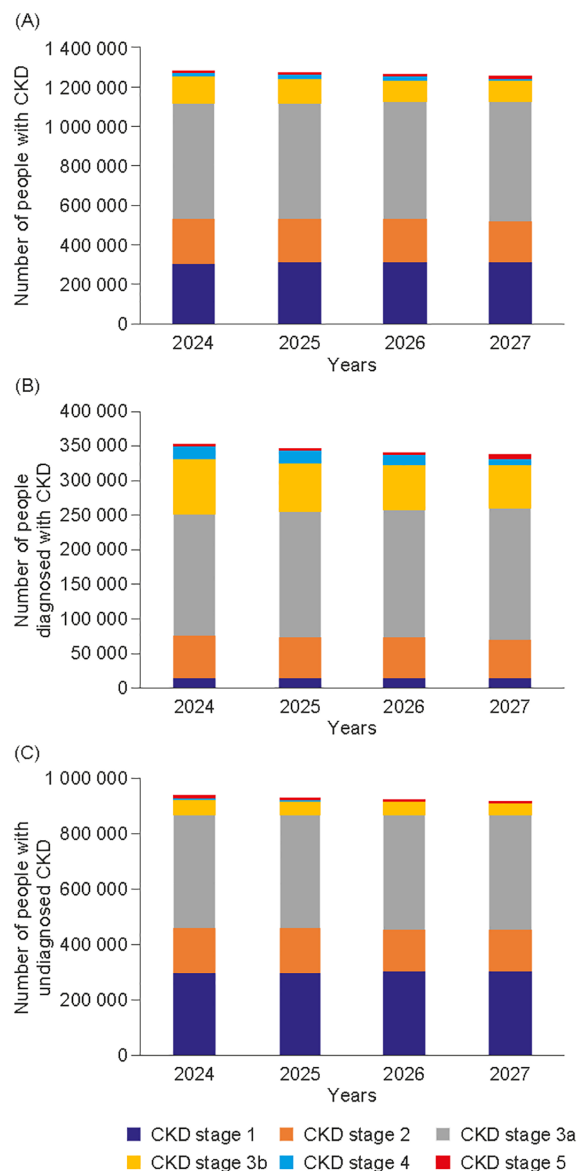 (A)
Number of people with CKD
1 400 000
1 200 000
1 000 000
800 000
600 000
400 000
200 000
0
2024 2025 2026 2027
Years
(B)
Number of people
diagnosed with CKD
400 000
350 000
300 000
250 000
200 000
150 000
100 000
50 000
0
2024 2025 2026 2027
Years
(C)
Number of people with
undiagnosed CKD
1 000 000
800 000
600 000
400 000
200 000
0
2024 2025 2026 2027
Years
CKD stage 1 CKD stage 2 CKD stage 3a
CKD stage 3b CKD stage 4 CKD stage 5